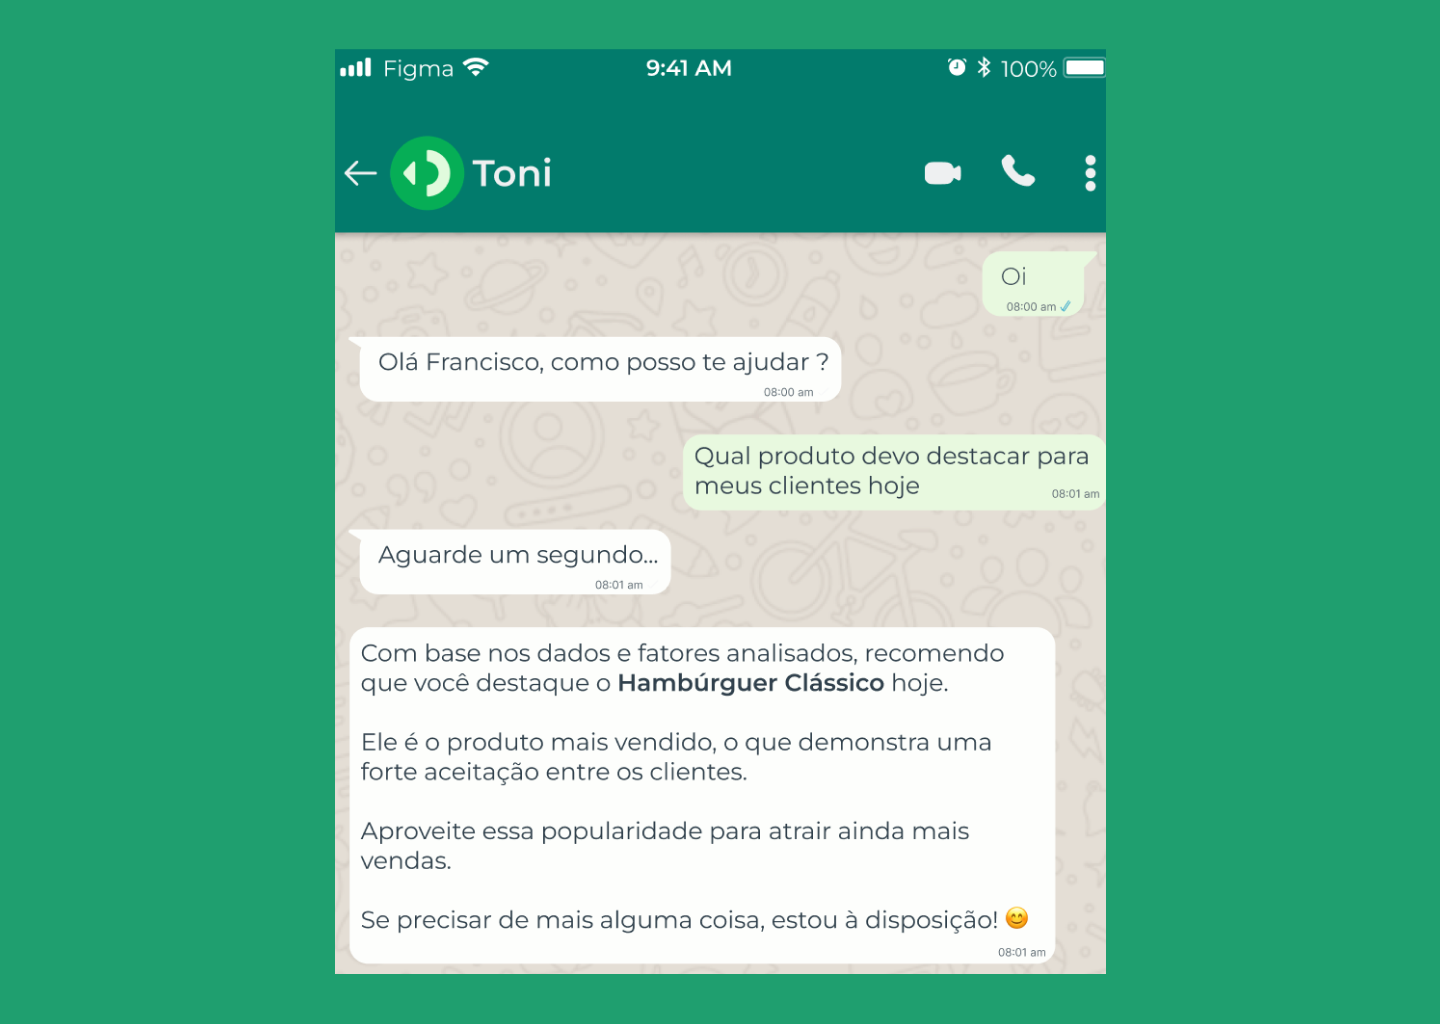 Figma
9:41 AM
100%
Toni
Oi
08:00 am
Olá Francisco, como posso te ajudar ?
08:00 am
Qual produto devo destacar para
meus clientes hoje
08:01 am
Aguarde um segundo...
08:01 am
Com base nos dados e fatores analisados, recomendo
que você destaque o Hambúrguer Clássico hoje.
Ele é o produto mais vendido, o que demonstra uma
forte aceitação entre os clientes.
Aproveite essa popularidade para atrair ainda mais
vendas.
Se precisar de mais alguma coisa, estou à disposição! 😊
08:01 am